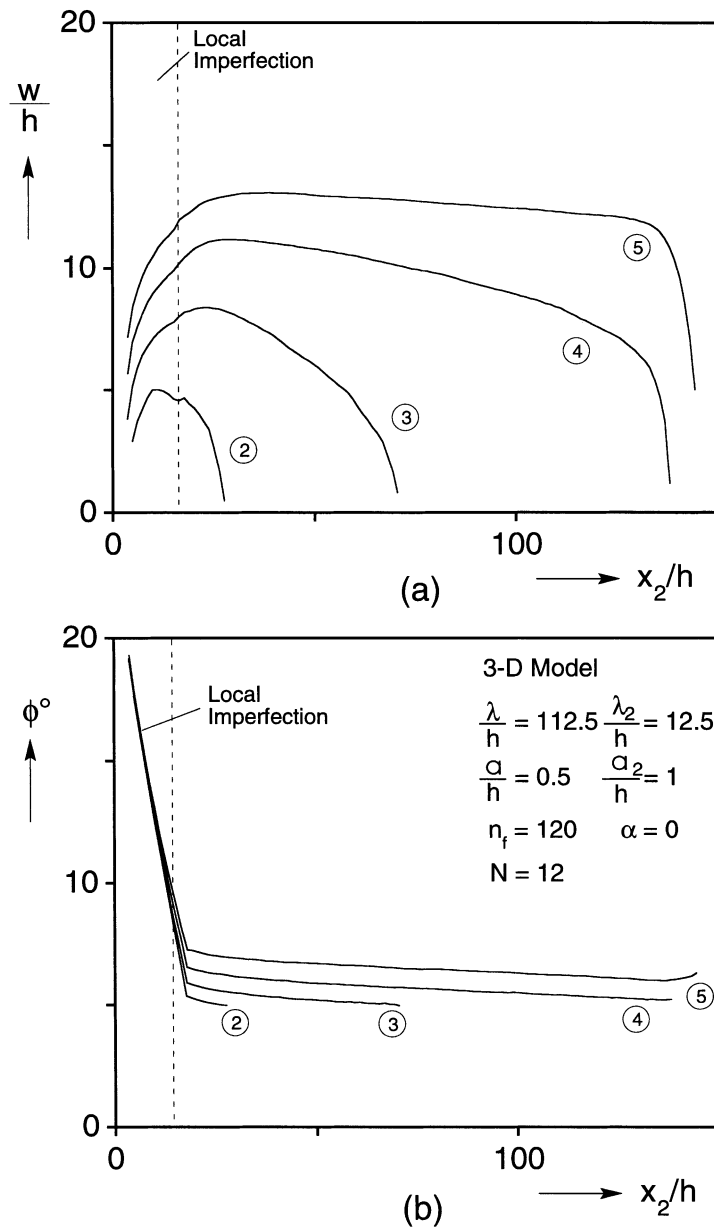 20
Local
Imperfection
w
h
10
5
4
3
2
0
0
100
x₂/h
(a)
20
3-D Model
ϕ°
Local
Imperfection
λ/h = 112.5 λ₂/h = 12.5
a/h = 0.5 a₂/h = 1
n_f = 120 α = 0
N = 12
10
5
2
3
4
0
0
100
x₂/h
(b)